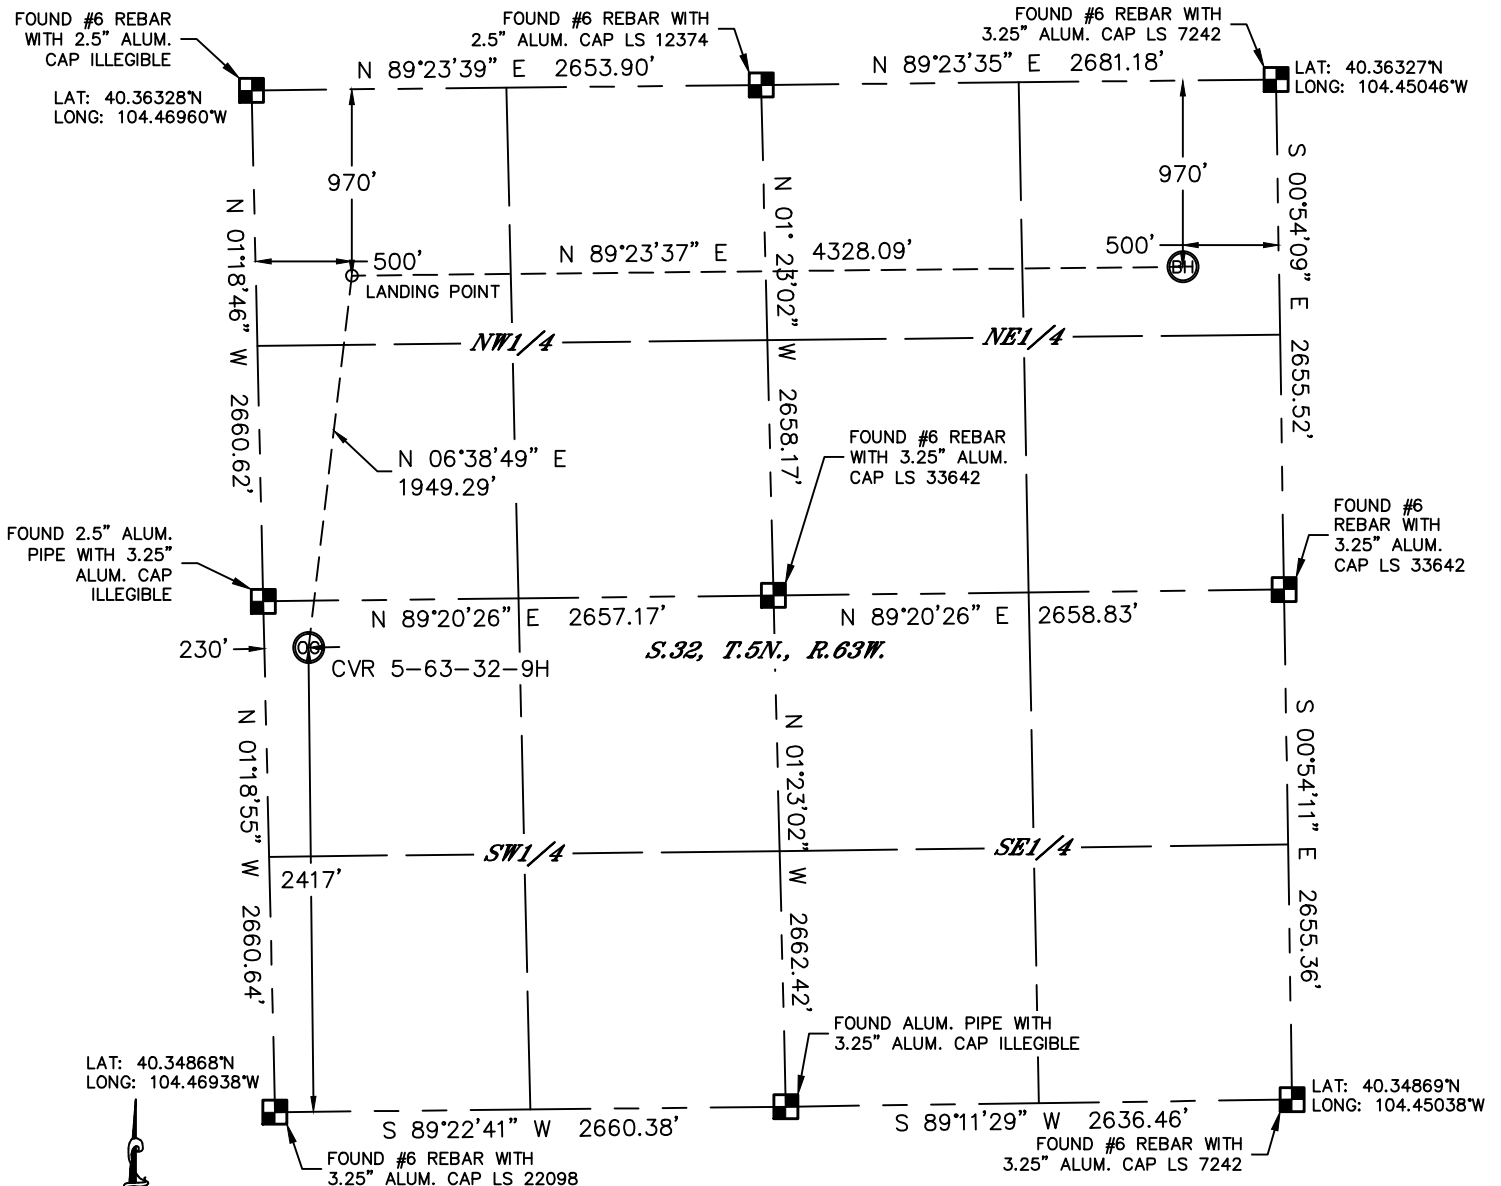 FOUND #6 REBAR
WITH 2.5" ALUM.
CAP ILLEGIBLE
FOUND #6 REBAR WITH
2.5" ALUM. CAP LS 12374
FOUND #6 REBAR WITH
3.25" ALUM. CAP LS 7242
N 89°23'39" E 2653.90'
N 89°23'35" E 2681.18'
LAT: 40.36328°N
LONG: 104.46960°W
LAT: 40.36327°N
LONG: 104.45046°W
970'
970'
N 01°18'46" W 2660.62'
N 01° 23'02" W 2658.17'
S 00°54'09" E 2655.52'
500'
N 89°23'37" E 4328.09'
500'
BH
LANDING POINT
NW1/4
NE1/4
N 06°38'49" E
1949.29'
FOUND #6 REBAR
WITH 3.25" ALUM.
CAP LS 33642
FOUND #6
REBAR WITH
3.25" ALUM.
CAP LS 33642
FOUND 2.5" ALUM.
PIPE WITH 3.25"
ALUM. CAP
ILLEGIBLE
N 89°20'26" E 2657.17'
N 89°20'26" E 2658.83'
230'
S.32, T.5N., R.63W.
CVR 5-63-32-9H
N 01°18'55" W 2660.64'
N 01°23'02" W 2662.42'
S 00°54'11" E 2655.36'
SW1/4
SE1/4
2417'
FOUND ALUM. PIPE WITH
3.25" ALUM. CAP ILLEGIBLE
LAT: 40.34868°N
LONG: 104.46938°W
LAT: 40.34869°N
LONG: 104.45038°W
S 89°22'41" W 2660.38'
S 89°11'29" W 2636.46'
FOUND #6 REBAR WITH
3.25" ALUM. CAP LS 22098
FOUND #6 REBAR WITH
3.25" ALUM. CAP LS 7242